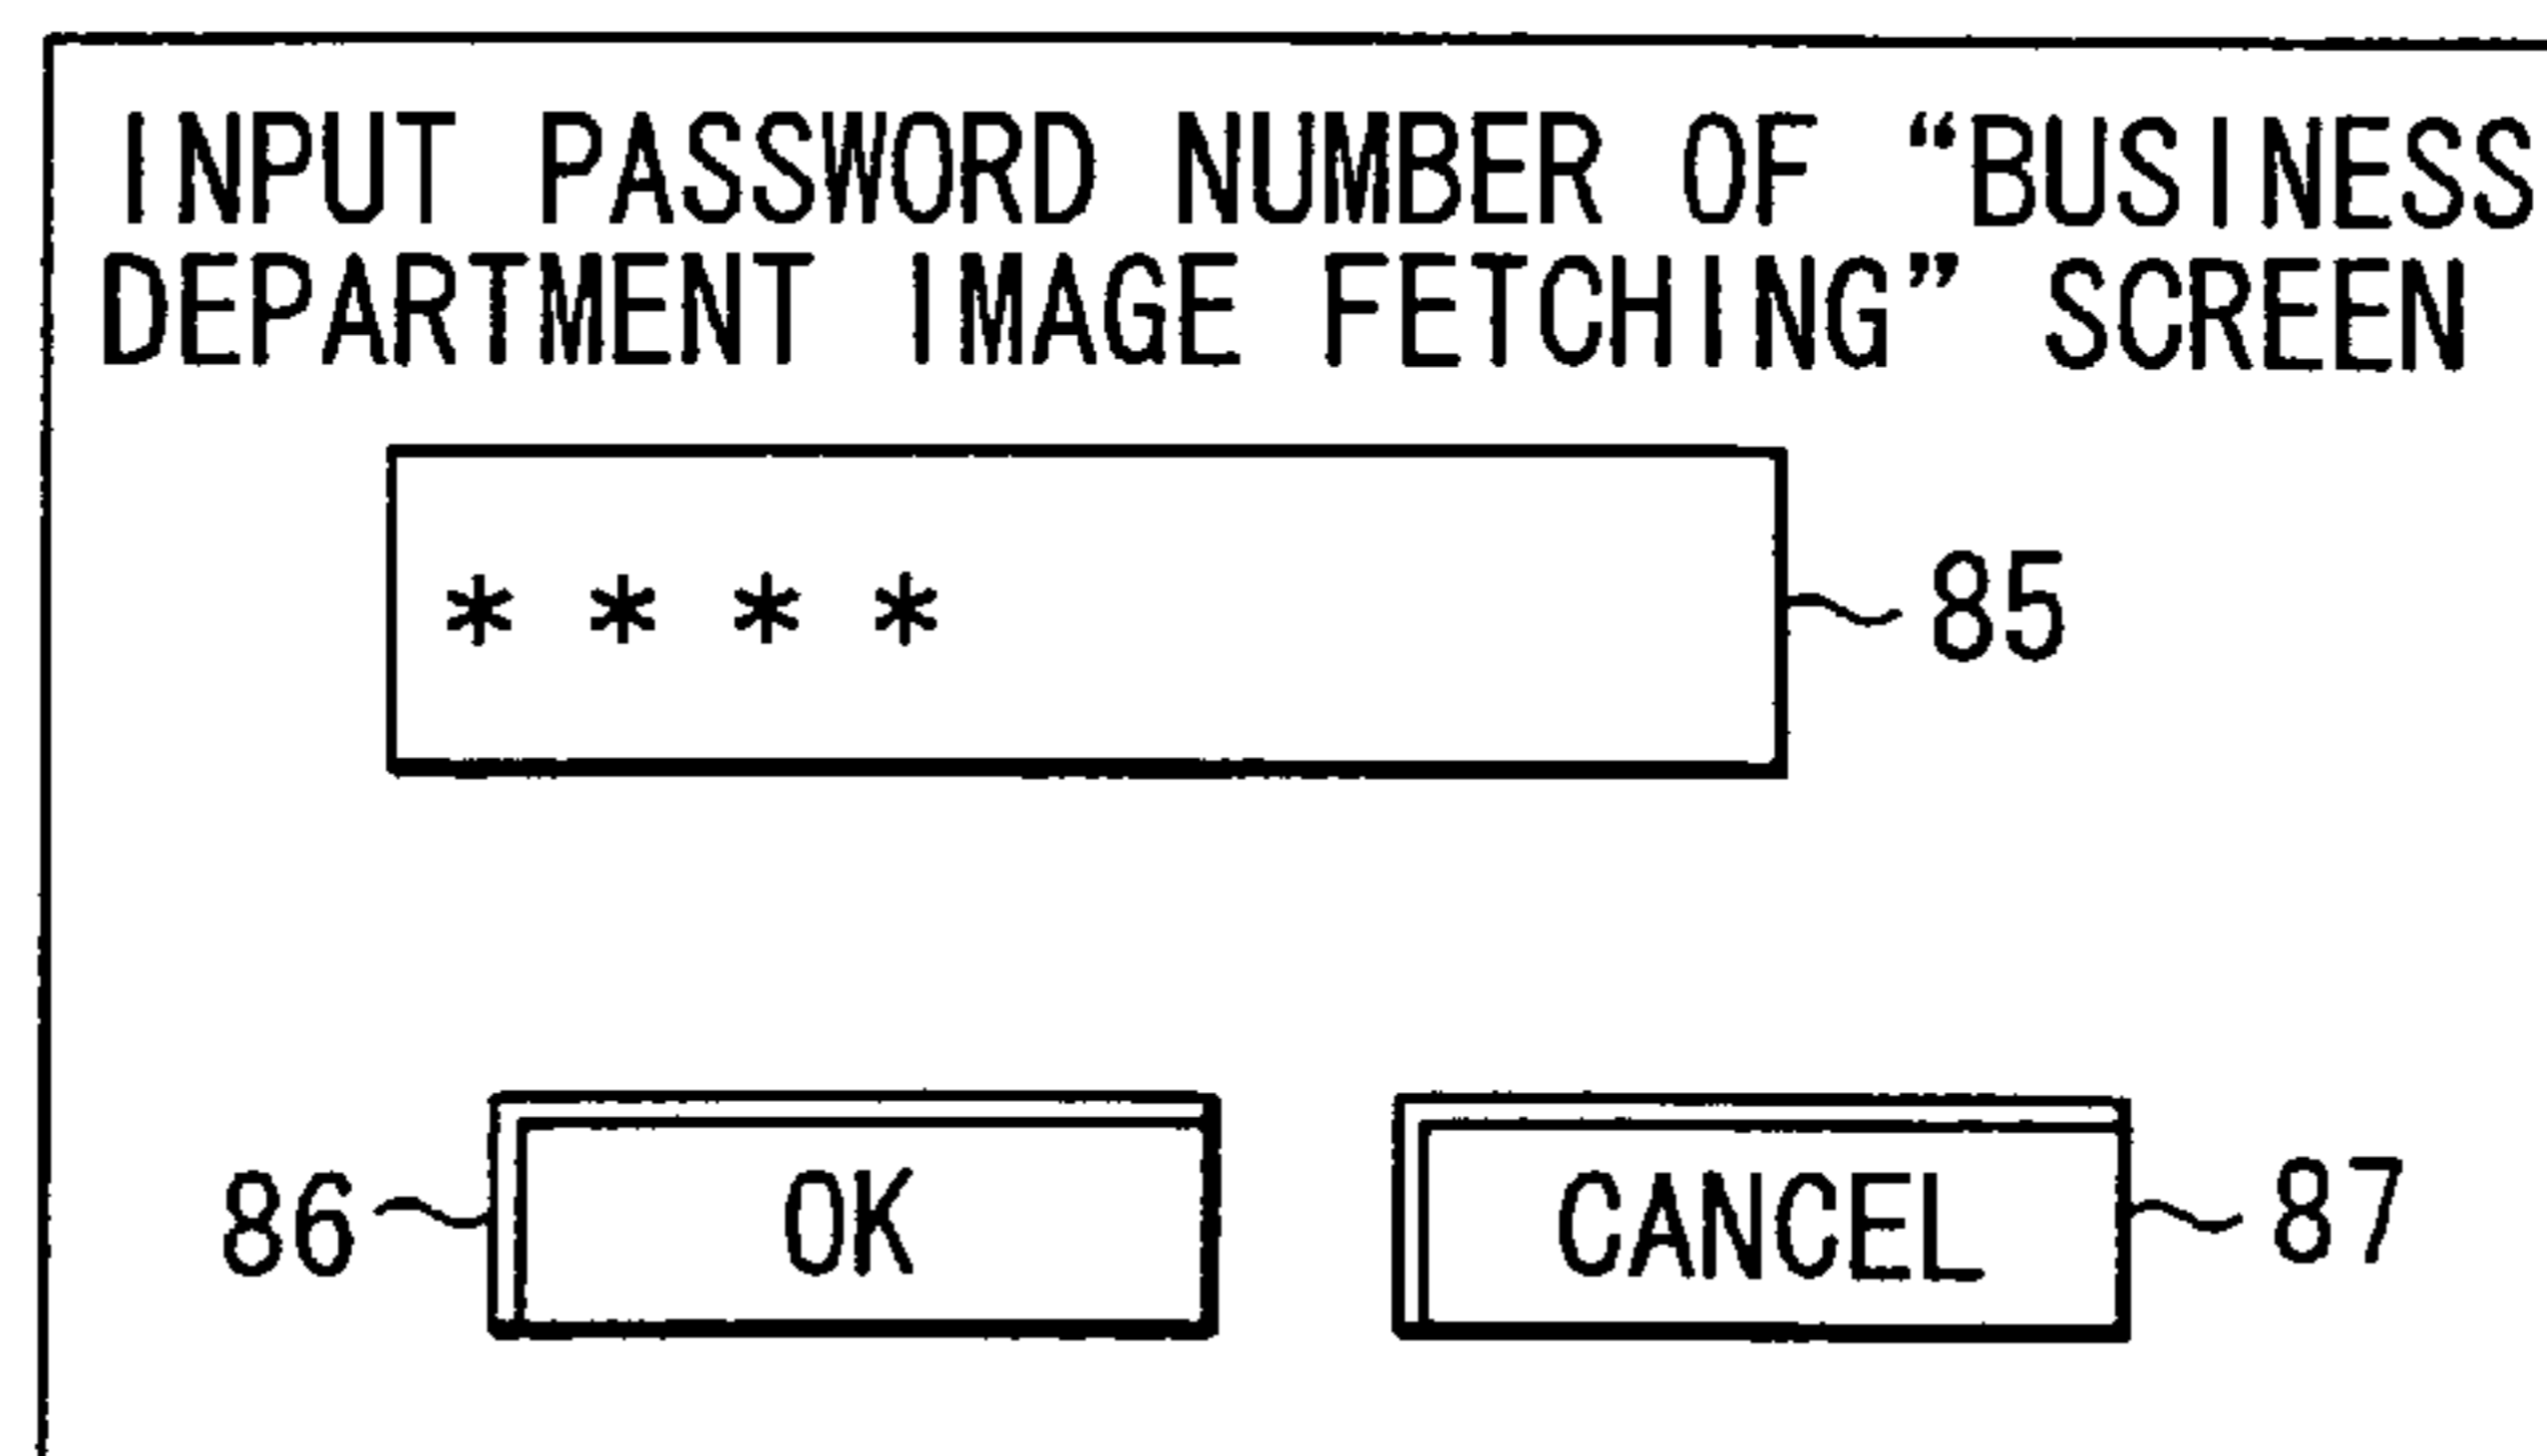 INPUT PASSWORD NUMBER OF “BUSINESS
DEPARTMENT IMAGE FETCHING” SCREEN
* * * *
85
86
OK
CANCEL
87